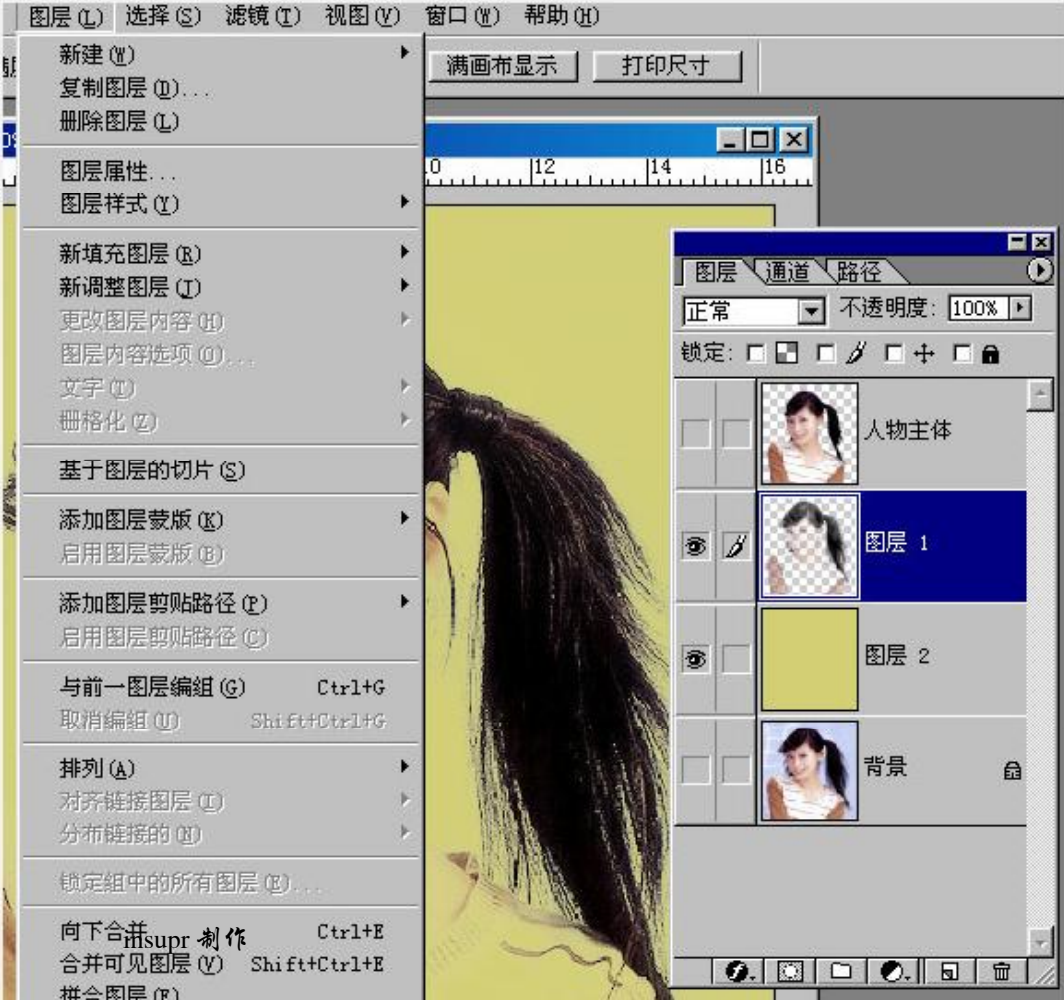 图层(L) 选择(S) 滤镜(T) 视图(V) 窗口(W) 帮助(H)
满画布显示 打印尺寸
新建(W)
复制图层(D)...
删除图层(L)
图层属性...
图层样式(Y)
新填充图层(R)
新调整图层(J)
更改图层内容(H)
图层内容选项(O)...
文字(T)
栅格化(Z)
基于图层的切片(S)
添加图层蒙版(K)
启用图层蒙版(B)
添加图层剪贴路径(P)
启用图层剪贴路径(C)
与前一图层编组(G) Ctrl+G
取消编组(U) Shift+Ctrl+G
排列(A)
对齐链接图层(I)
分布链接的(N)
锁定组中的所有图层(E)...
向下合并 Ctrl+E
msupr 制作
合并可见图层(V) Shift+Ctrl+E
拼合图层(F)
10 12 14 16
图层 通道 路径
正常 不透明度: 100%
锁定:
人物主体
图层 1
图层 2
背景